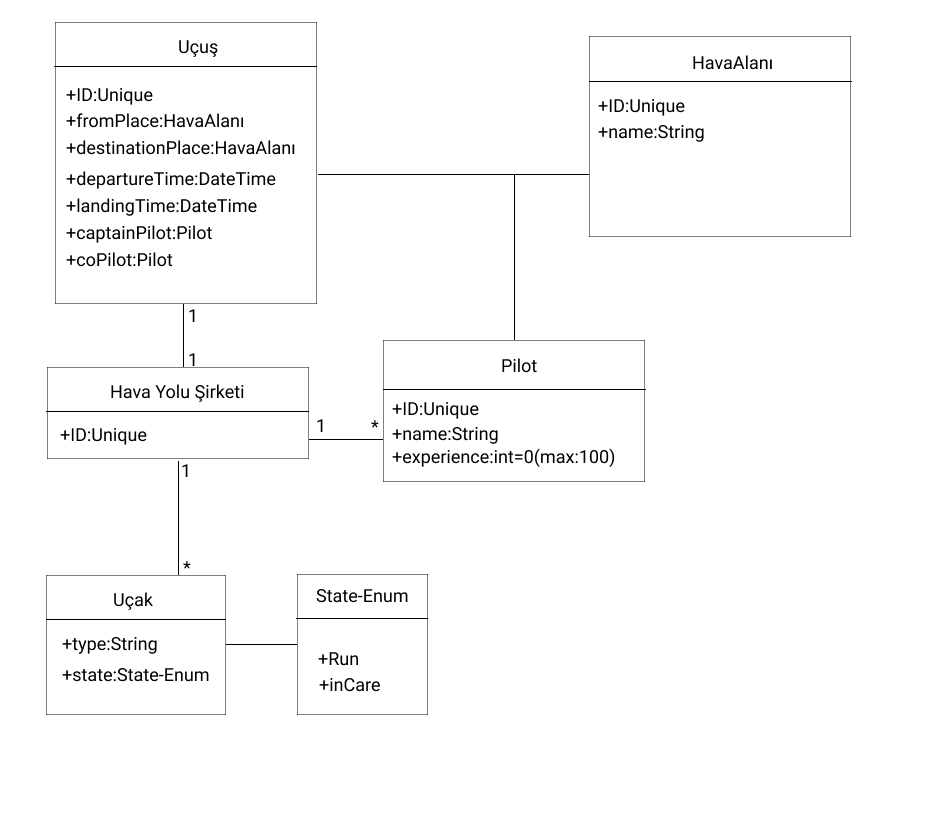 Uçuş
+ID:Unique
+fromPlace:HavaAlanı
+destinationPlace:HavaAlanı
+departureTime:DateTime
+landingTime:DateTime
+captainPilot:Pilot
+coPilot:Pilot
HavaAlanı
+ID:Unique
+name:String
1
1
Hava Yolu Şirketi
+ID:Unique
1
*
Pilot
+ID:Unique
+name:String
+experience:int=0(max:100)
1
*
Uçak
+type:String
+state:State-Enum
State-Enum
+Run
+inCare